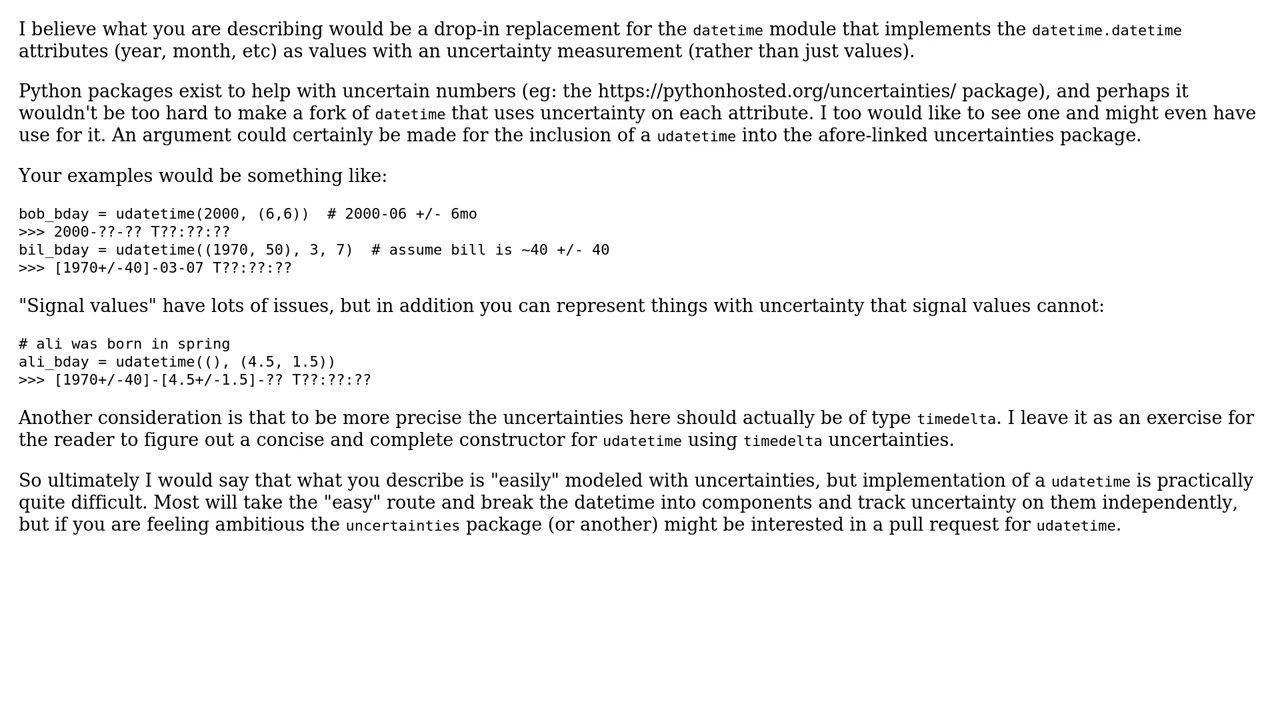 I believe what you are describing would be a drop-in replacement for the datetime module that implements the datetime.datetime
attributes (year, month, etc) as values with an uncertainty measurement (rather than just values).
Python packages exist to help with uncertain numbers (eg: the https://pythonhosted.org/uncertainties/ package), and perhaps it
wouldn't be too hard to make a fork of datetime that uses uncertainty on each attribute. I too would like to see one and might even have
use for it. An argument could certainly be made for the inclusion of a udatetime into the afore-linked uncertainties package.
Your examples would be something like:
bob_bday = udatetime(2000, (6,6))  # 2000-06 +/- 6mo
>>> 2000-??-?? T??:??:??
bil_bday = udatetime((1970, 50), 3, 7)  # assume bill is ~40 +/- 40
>>> [1970+/-40]-03-07 T??:??:??
"Signal values" have lots of issues, but in addition you can represent things with uncertainty that signal values cannot:
# ali was born in spring
ali_bday = udatetime((), (4.5, 1.5))
>>> [1970+/-40]-[4.5+/-1.5]-?? T??:??:??
Another consideration is that to be more precise the uncertainties here should actually be of type timedelta. I leave it as an exercise for
the reader to figure out a concise and complete constructor for udatetime using timedelta uncertainties.
So ultimately I would say that what you describe is "easily" modeled with uncertainties, but implementation of a udatetime is practically
quite difficult. Most will take the "easy" route and break the datetime into components and track uncertainty on them independently,
but if you are feeling ambitious the uncertainties package (or another) might be interested in a pull request for udatetime.